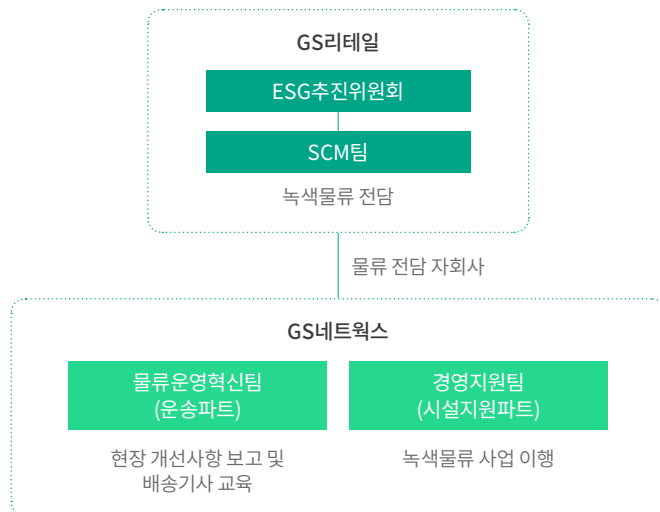 GS리테일
ESG추진위원회
SCM팀
녹색물류 전담
물류 전담 자회사
GS네트웍스
물류운영혁신팀
(운송파트)
현장 개선사항 보고 및
배송기사 교육
경영지원팀
(시설지원파트)
녹색물류 사업 이행